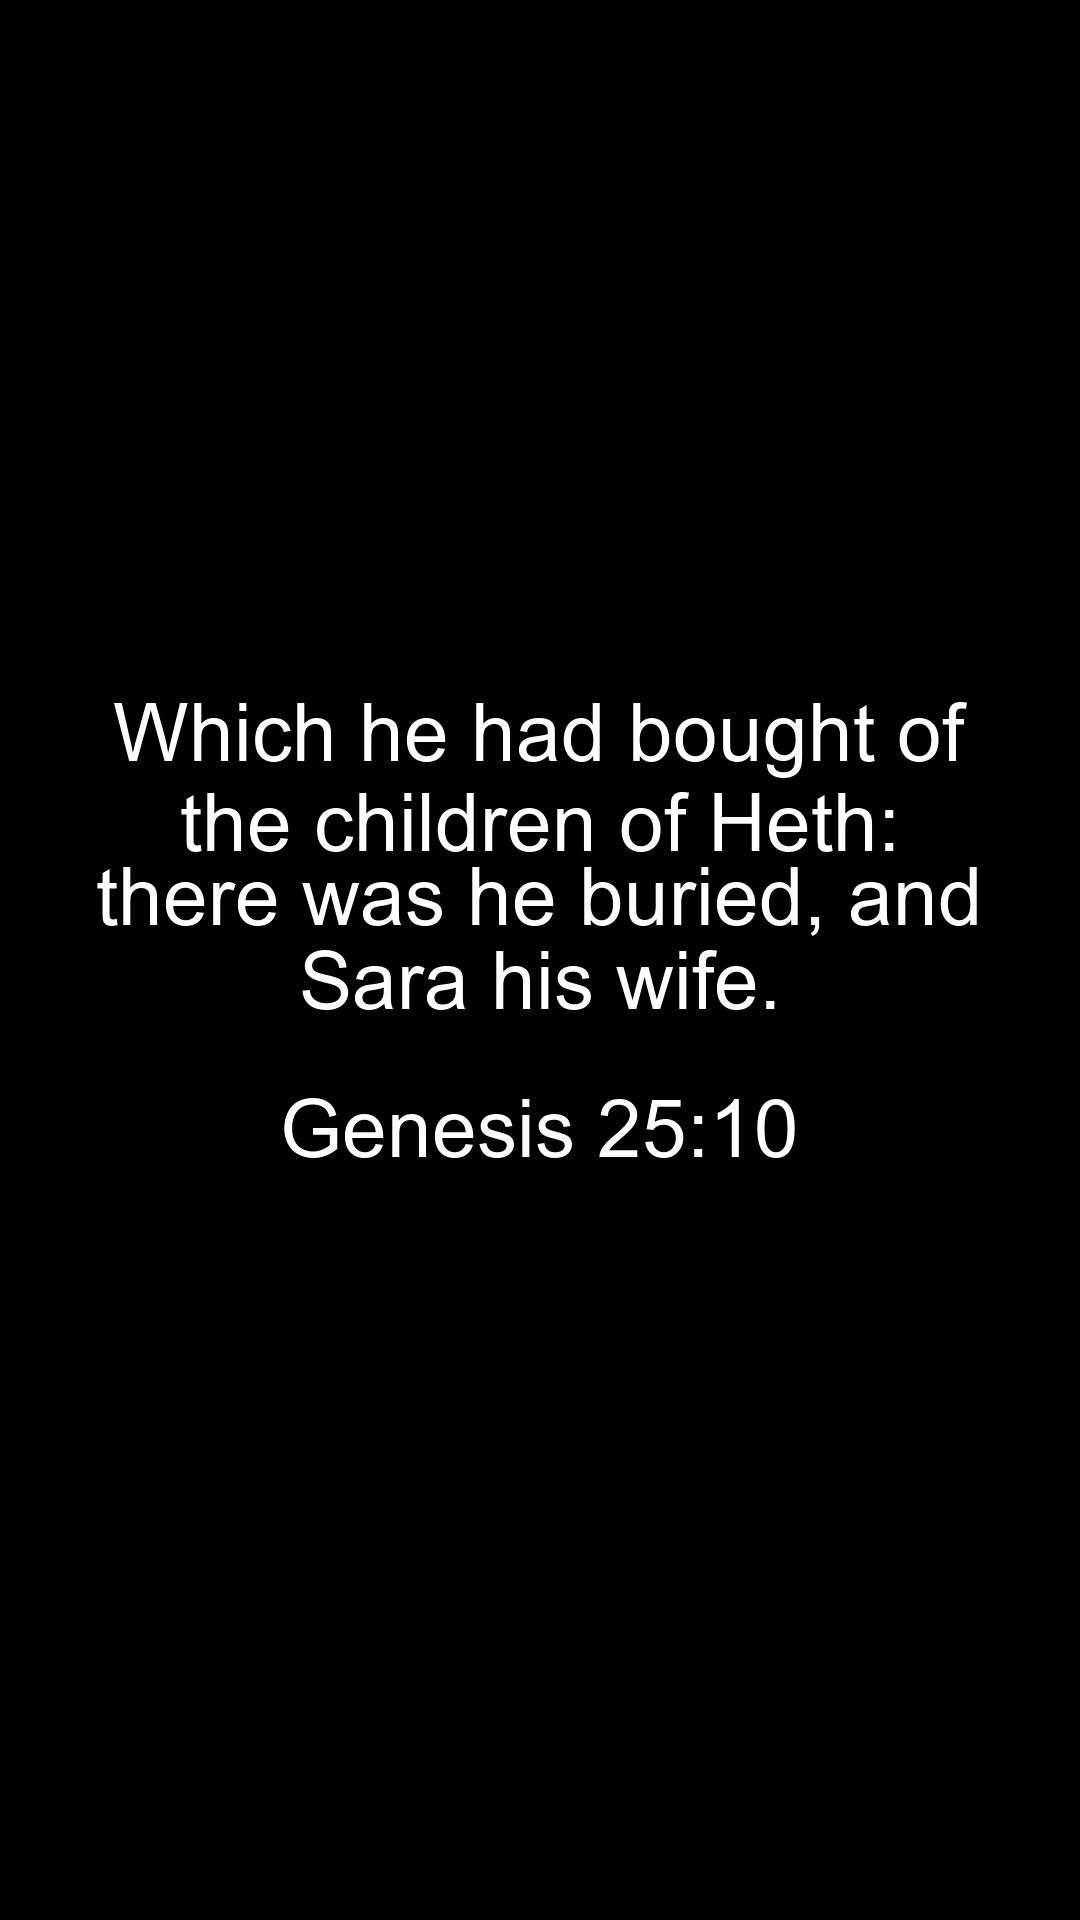 Which he had bought of
the children of Heth:
there was he buried, and
Sara his wife.
Genesis 25:10